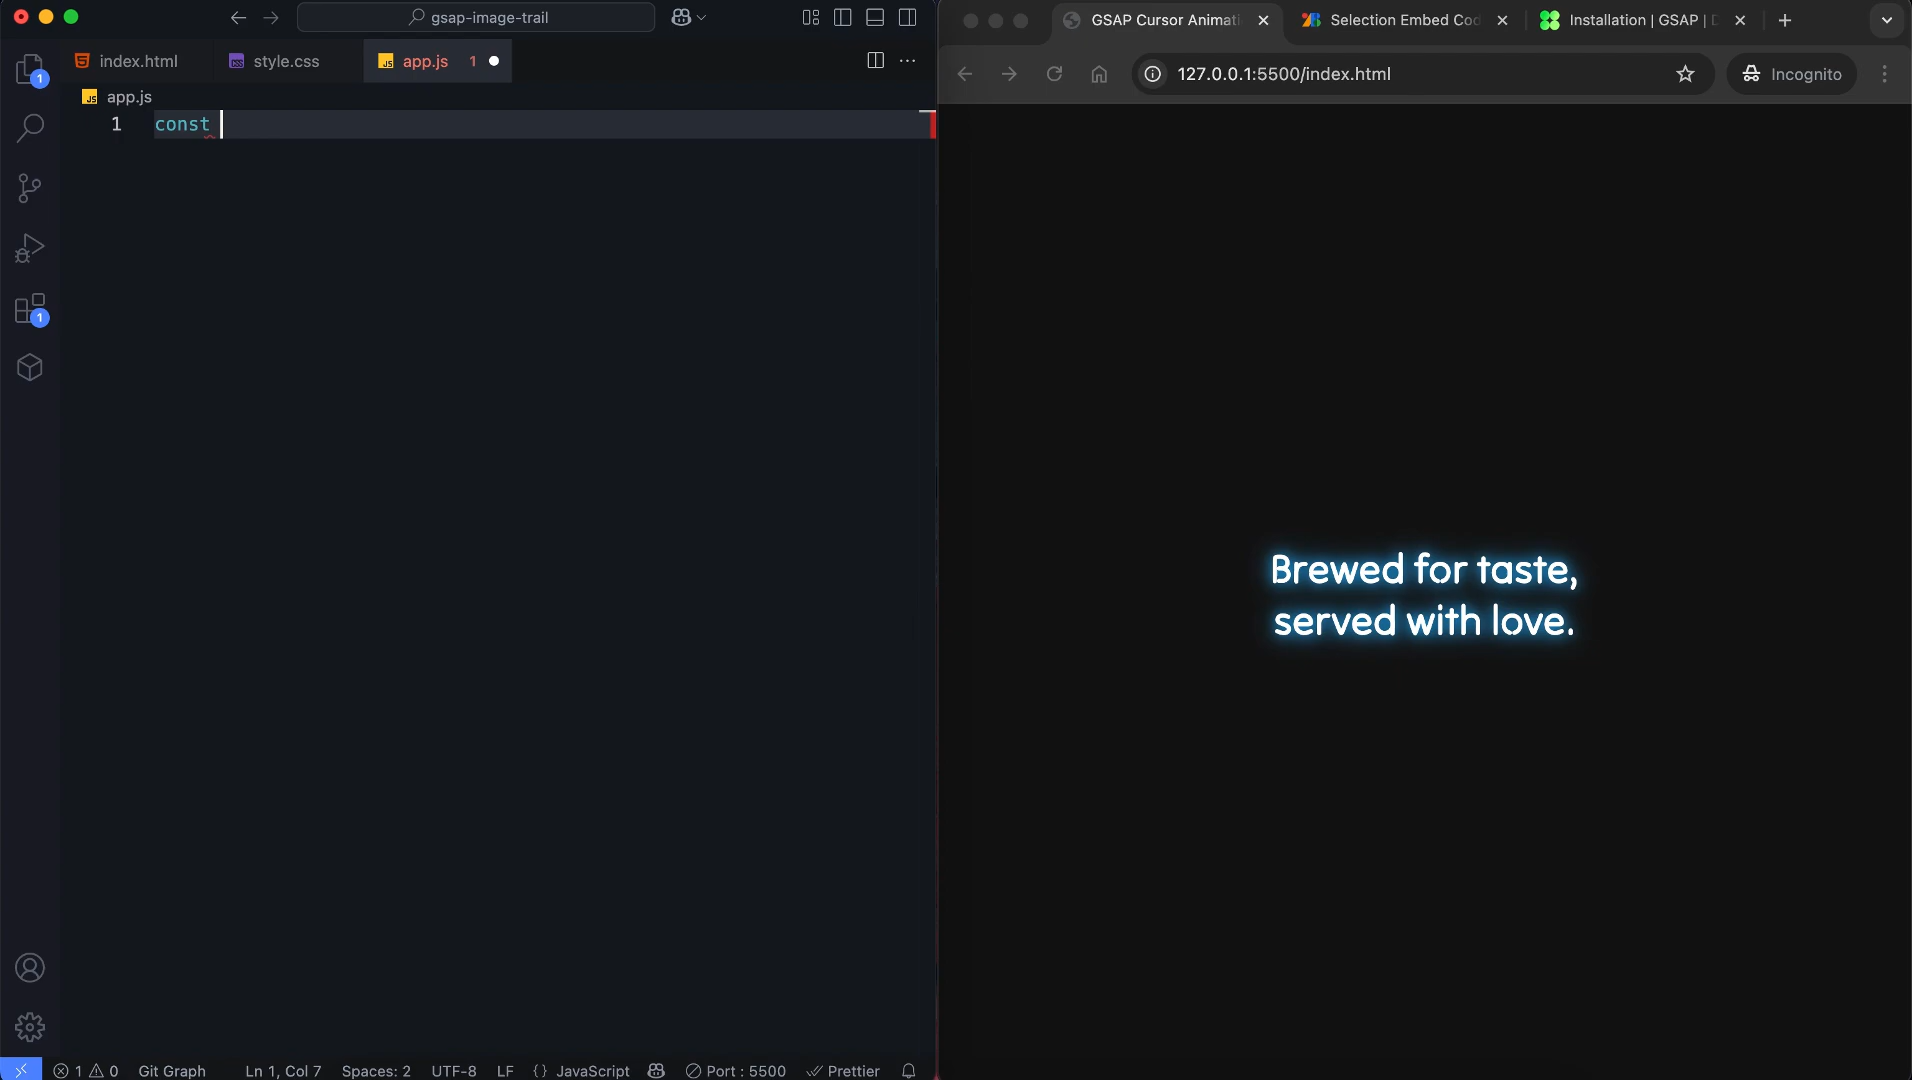 gsap-image-trail
index.html
style.css
app.js 1
app.js
1 const
1
1
1 0 Git Graph Ln 1, Col 7 Spaces: 2 UTF-8 LF {} JavaScript Port : 5500 Prettier
GSAP Cursor Animati
Selection Embed Cod
Installation | GSAP | D
127.0.0.1:5500/index.html
Incognito
Brewed for taste,
served with love.